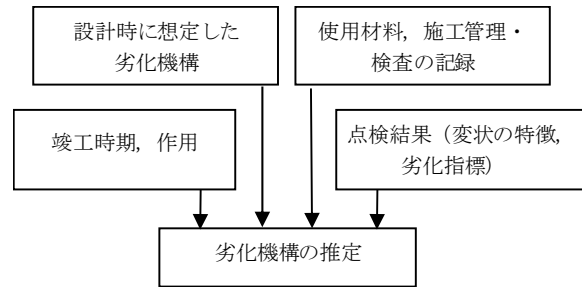 設計時に想定した
劣化機構
使用材料，施工管理・
検査の記録
竣工時期，作用
点検結果（変状の特徴，
劣化指標）
劣化機構の推定